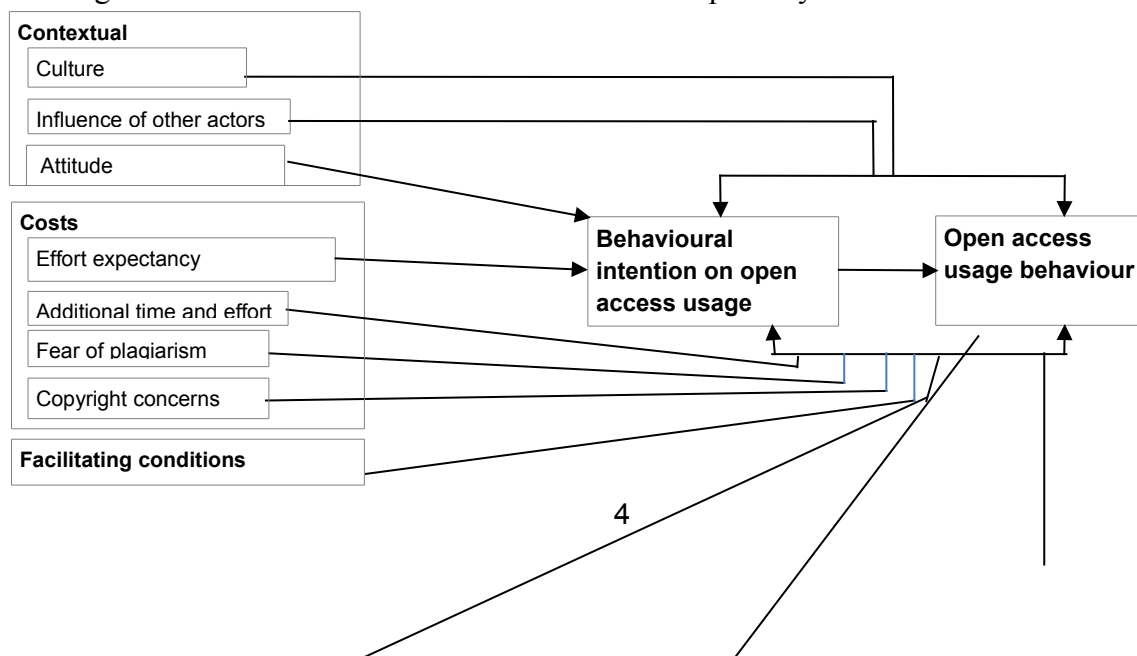 Contextual
Culture
Influence of other actors
Attitude
Costs
Effort expectancy
Additional time and effort
Fear of plagiarism
Copyright concerns
Facilitating conditions
Behavioural
intention on open
access usage
Open access
usage behaviour
4